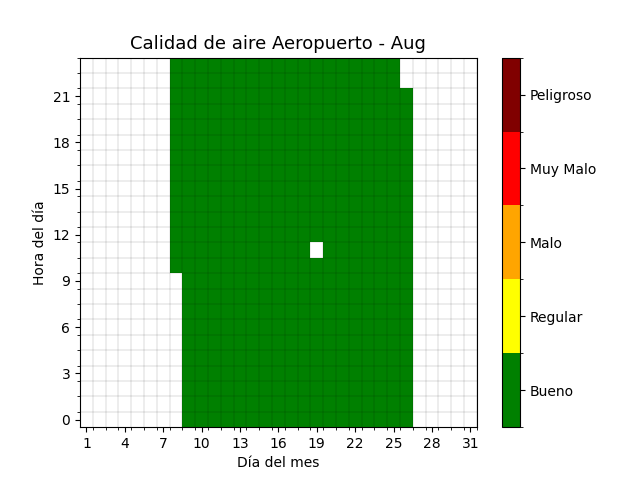 Calidad de aire Aeropuerto - Aug
21
18
15
12
9
6
3
0
Hora del día
1 4 7 10 13 16 19 22 25 28 31
Día del mes
Peligroso
Muy Malo
Malo
Regular
Bueno